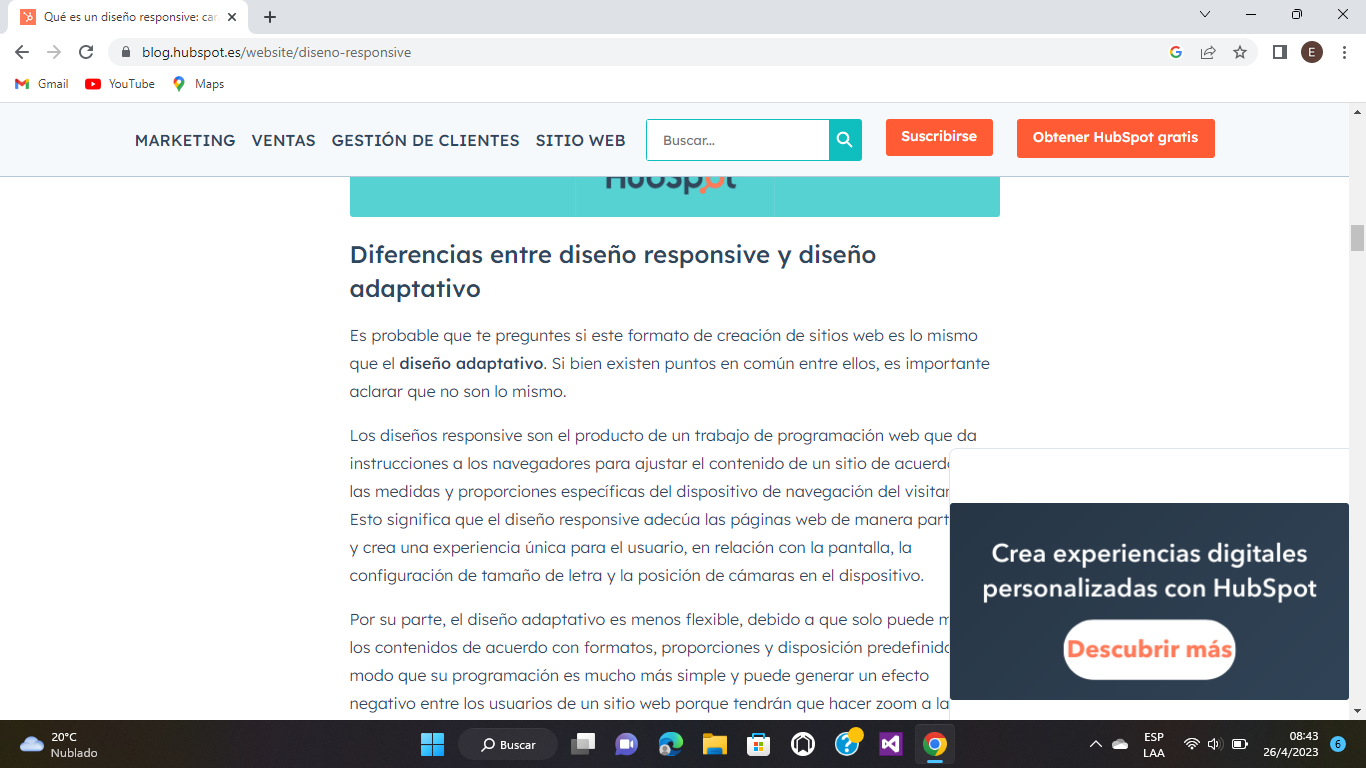 Qué es un diseño responsive: car
blog.hubspot.es/website/diseno-responsive
E
Gmail
YouTube
Maps
MARKETING VENTAS GESTIÓN DE CLIENTES SITIO WEB
Buscar...
Suscribirse
Obtener HubSpot gratis
HubSpot
Diferencias entre diseño responsive y diseño
adaptativo
Es probable que te preguntes si este formato de creación de sitios web es lo mismo
que el diseño adaptativo. Si bien existen puntos en común entre ellos, es importante
aclarar que no son lo mismo.
Los diseños responsive son el producto de un trabajo de programación web que da
instrucciones a los navegadores para ajustar el contenido de un sitio de acuerdo
las medidas y proporciones específicas del dispositivo de navegación del visitan
Esto significa que el diseño responsive adecúa las páginas web de manera part
y crea una experiencia única para el usuario, en relación con la pantalla, la
configuración de tamaño de letra y la posición de cámaras en el dispositivo.
Por su parte, el diseño adaptativo es menos flexible, debido a que solo puede m
los contenidos de acuerdo con formatos, proporciones y disposición predefinido
modo que su programación es mucho más simple y puede generar un efecto
negativo entre los usuarios de un sitio web porque tendrán que hacer zoom a la
Crea experiencias digitales
personalizadas con HubSpot
Descubrir más
20°C
Nublado
Buscar
ESP
LAA
08:43
26/4/2023
6